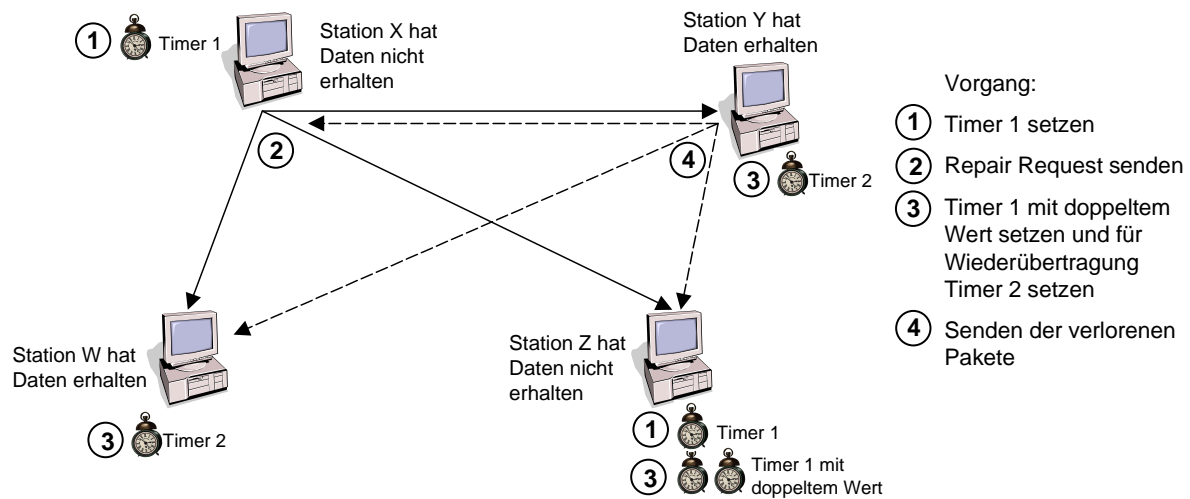 1
Timer 1
Station X hat
Daten nicht
erhalten
Station Y hat
Daten erhalten
2
4
3
Timer 2
Station W hat
Daten erhalten
3
Timer 2
Station Z hat
Daten nicht
erhalten
1
Timer 1
3
Timer 1 mit
doppeltem Wert
Vorgang:
1 Timer 1 setzen
2 Repair Request senden
3 Timer 1 mit doppeltem
Wert setzen und für
Wiederübertragung
Timer 2 setzen
4 Senden der verlorenen
Pakete